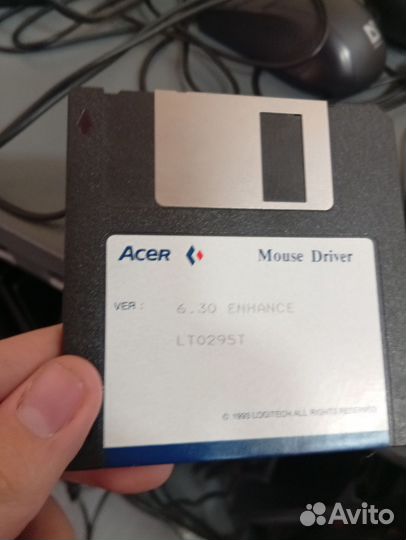 ACER Mouse Driver
VER: 6.30 ENHANCE
LT0295T
© 1993 LOGITECH ALL RIGHTS RESERVED
Avito